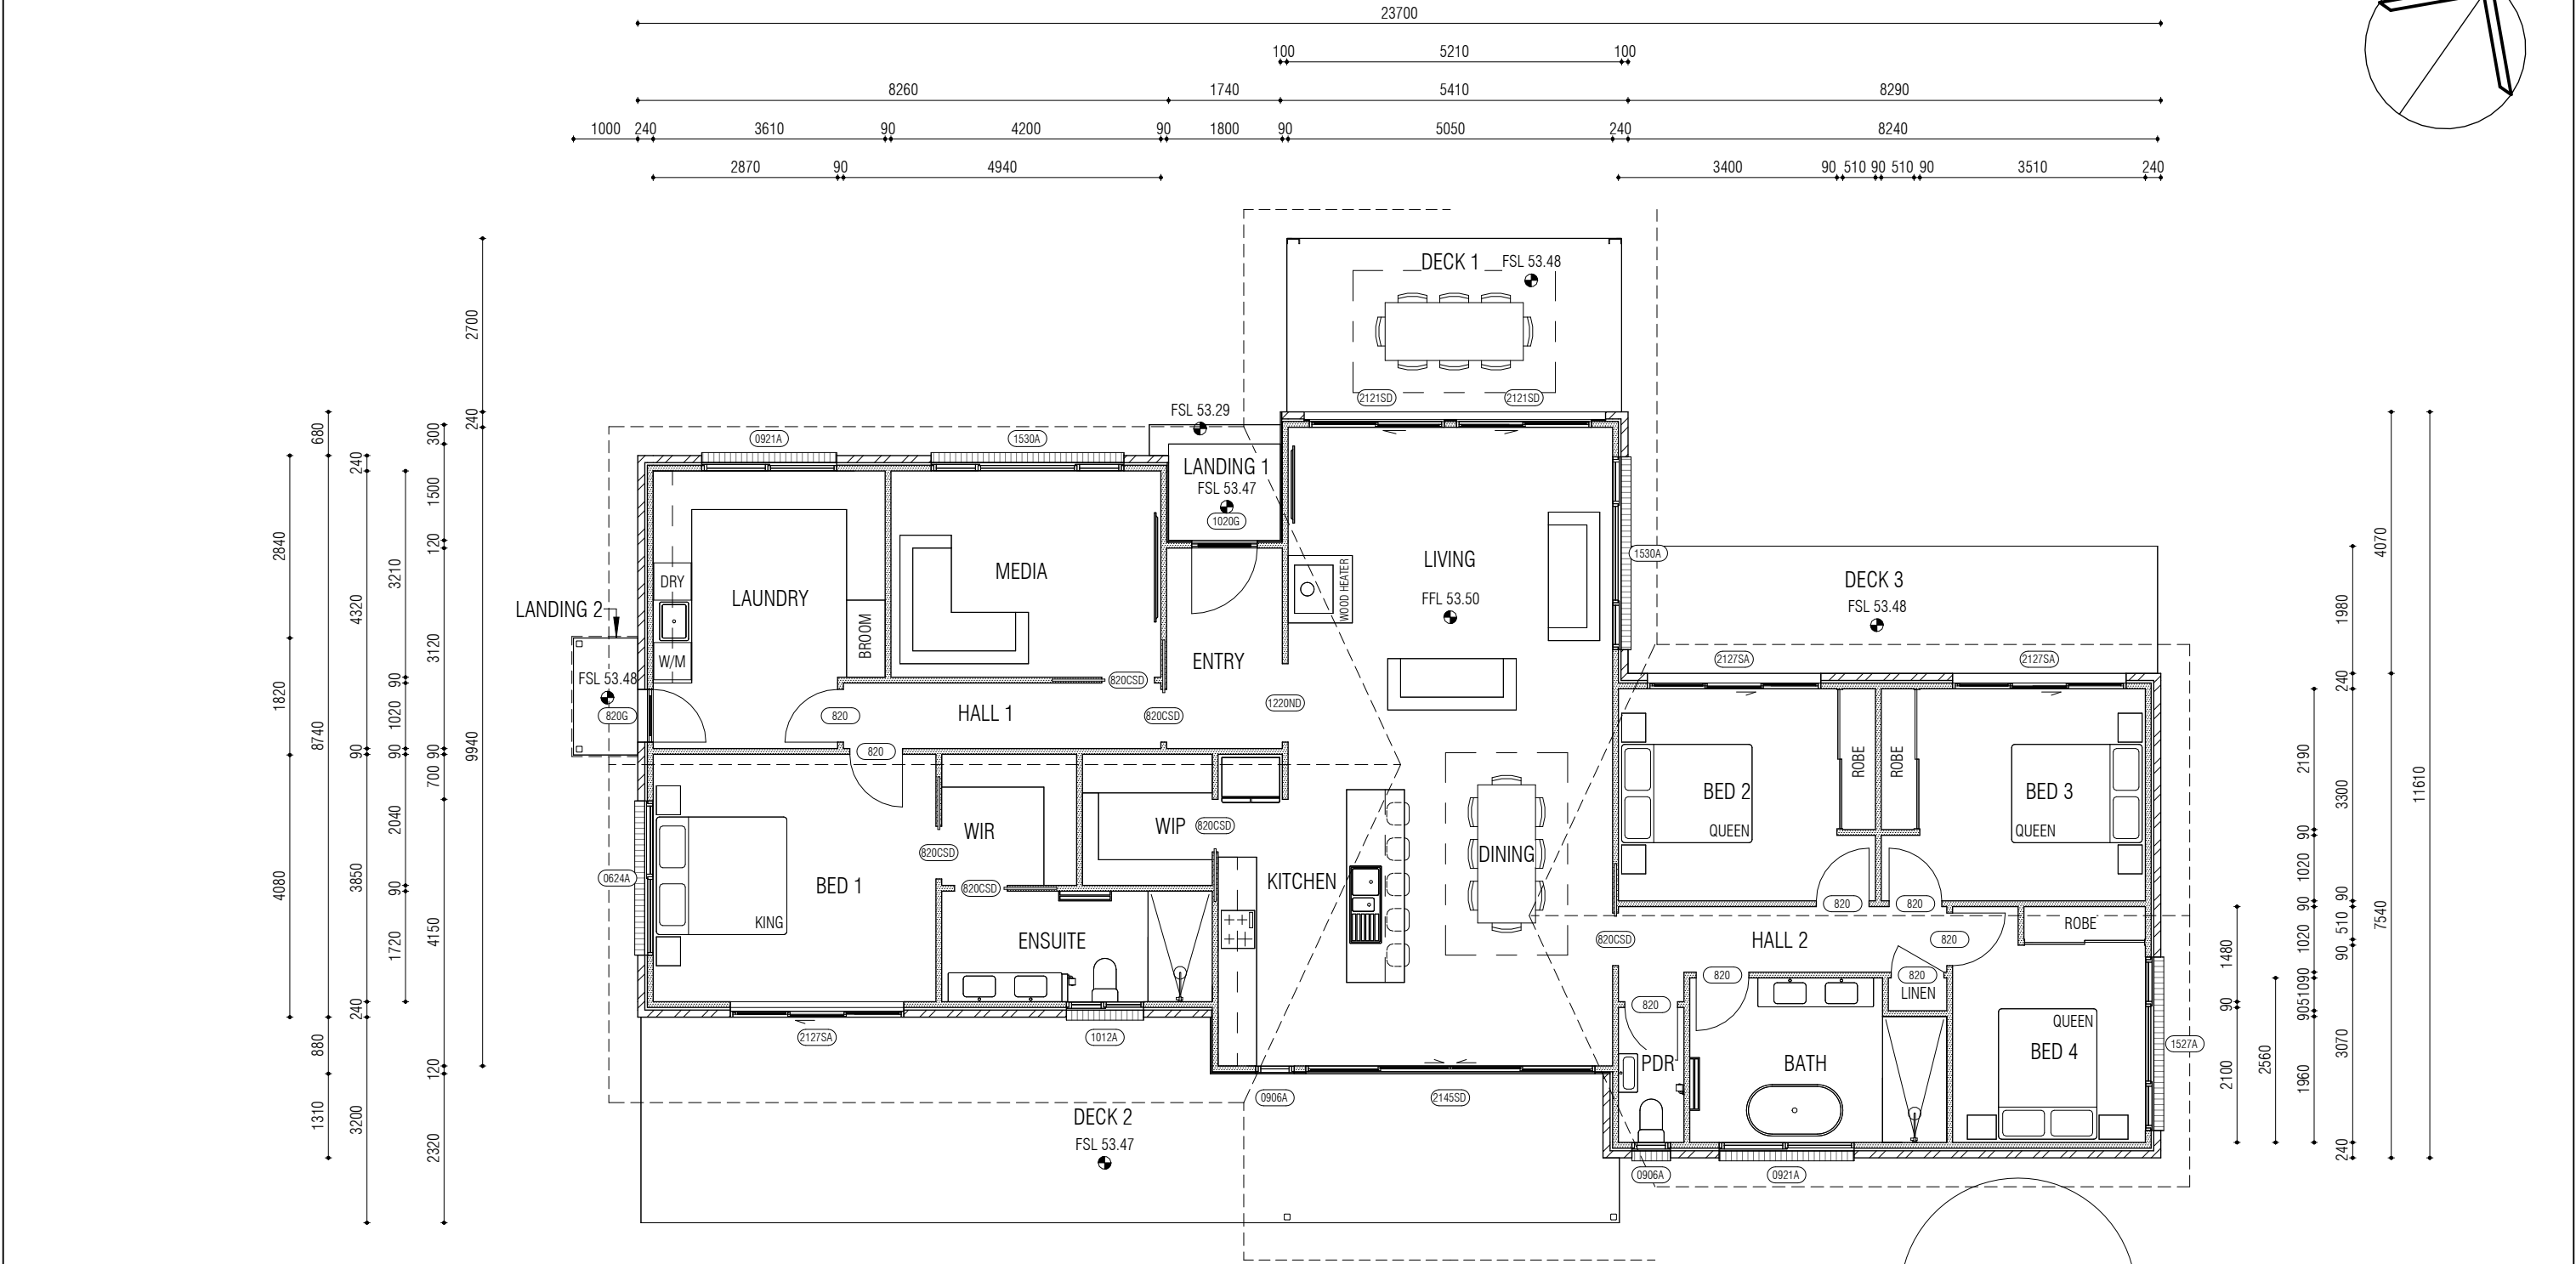 23700
100 5210 100
8260 1740 5410 8290
1000 240 3610 90 4200 90 1800 90 5050 240 8240
2870 90 4940 3400 90 510 90 510 90 3510 240
DECK 1 FSL 53.48
2121SD 2121SD
FSL 53.29
0921A 1530A
LANDING 1
FSL 53.47
1020G
LIVING
FFL 53.50
WOOD HEATER
1530A
MEDIA
DRY
LAUNDRY
LANDING 2
W/M
BROOM
ENTRY
FSL 53.48
820G
820
HALL 1
820CSD
820CSD
1220ND
820
DECK 3
FSL 53.48
2127SA 2127SA
BED 2
QUEEN
ROBE
ROBE
BED 3
QUEEN
WIR
WIP 820CSD
820CSD
820CSD
BED 1
KING
0624A
KITCHEN
DINING
ENSUITE
820 820
820CSD
HALL 2
820
ROBE
820 820
LINEN
820
PDR
BATH
QUEEN
BED 4
1527A
2127SA 1012A
0906A 2145SD
DECK 2
FSL 53.47
0906A 0921A
2840
1820
4080
680
8740
880
1310
240
4320
90
3850
240
3200
3210
90
1020
90
2040
90
1720
300
1500
120
3120
90
700
4150
120
2320
2700
240
9940
1480
90
2100
2560
2190
90
1020
90
1020
90
510
90
1960
1980
240
3300
90
510
90
3070
240
4070
7540
11610